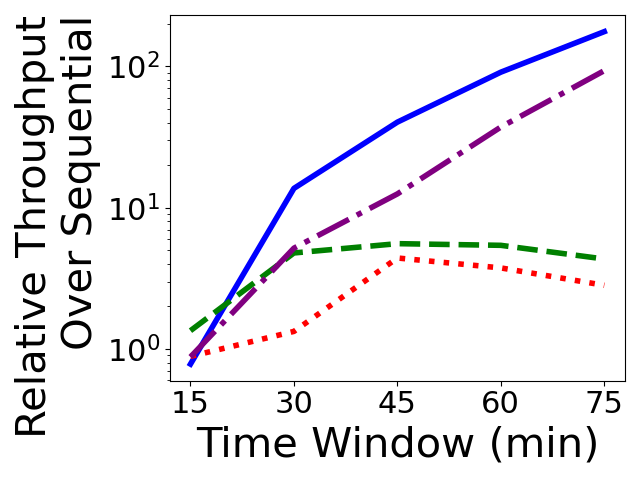 Relative Throughput
Over Sequential
10²
10¹
10⁰
15 30 45 60 75
Time Window (min)